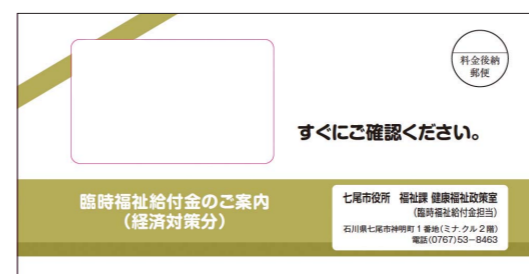 料金後納
郵便
すぐにご確認ください。
臨時福祉給付金のご案内
（経済対策分）
七尾市役所　福祉課 健康福祉政策室
（臨時福祉給付金担当）
石川県七尾市神明町１番地（ミナ.クル２階）
電話（0767）53－8463